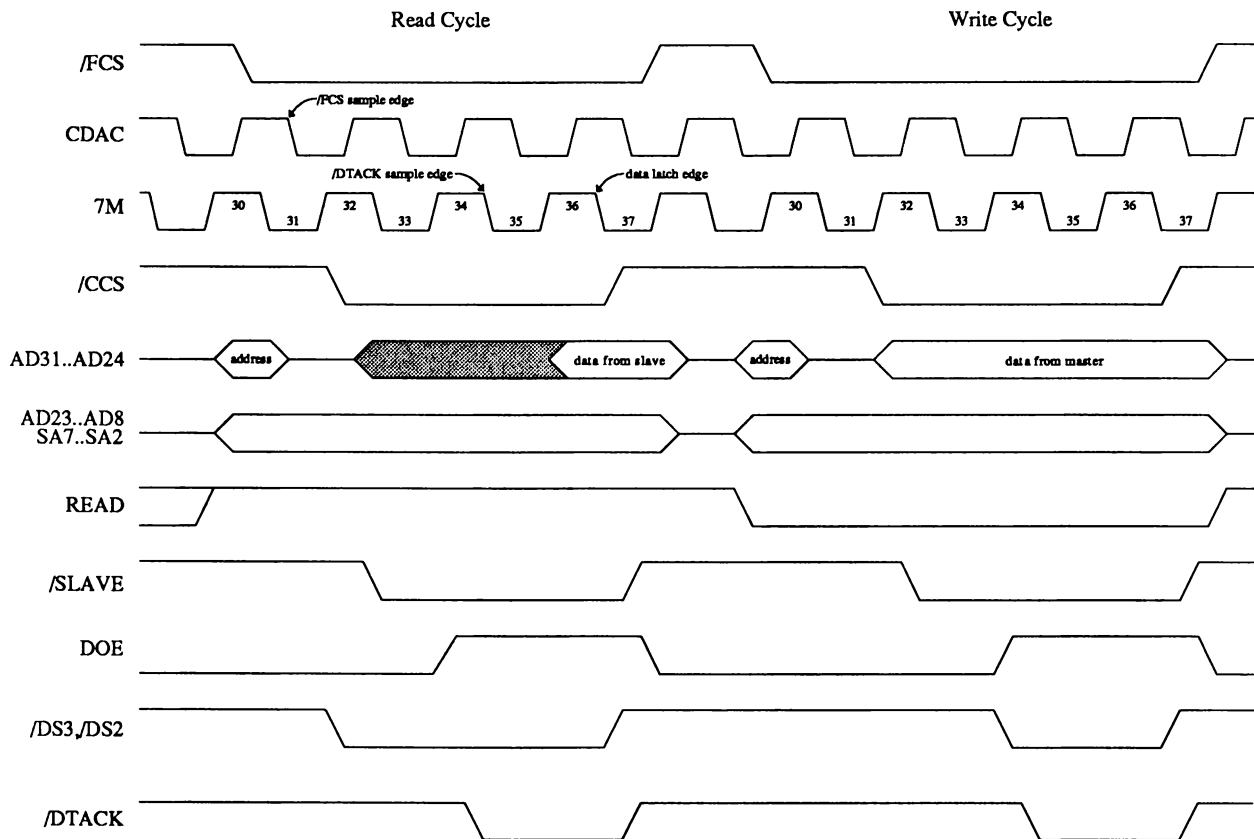 Read Cycle
Write Cycle
/FCS
/FCS sample edge
CDAC
/DTACK sample edge
data latch edge
7M
30 31 32 33 34 35 36 37 30 31 32 33 34 35 36 37
/CCS
AD31..AD24
address
data from slave
address
data from master
AD23..AD8
SA7..SA2
READ
/SLAVE
DOE
/DS3,/DS2
/DTACK